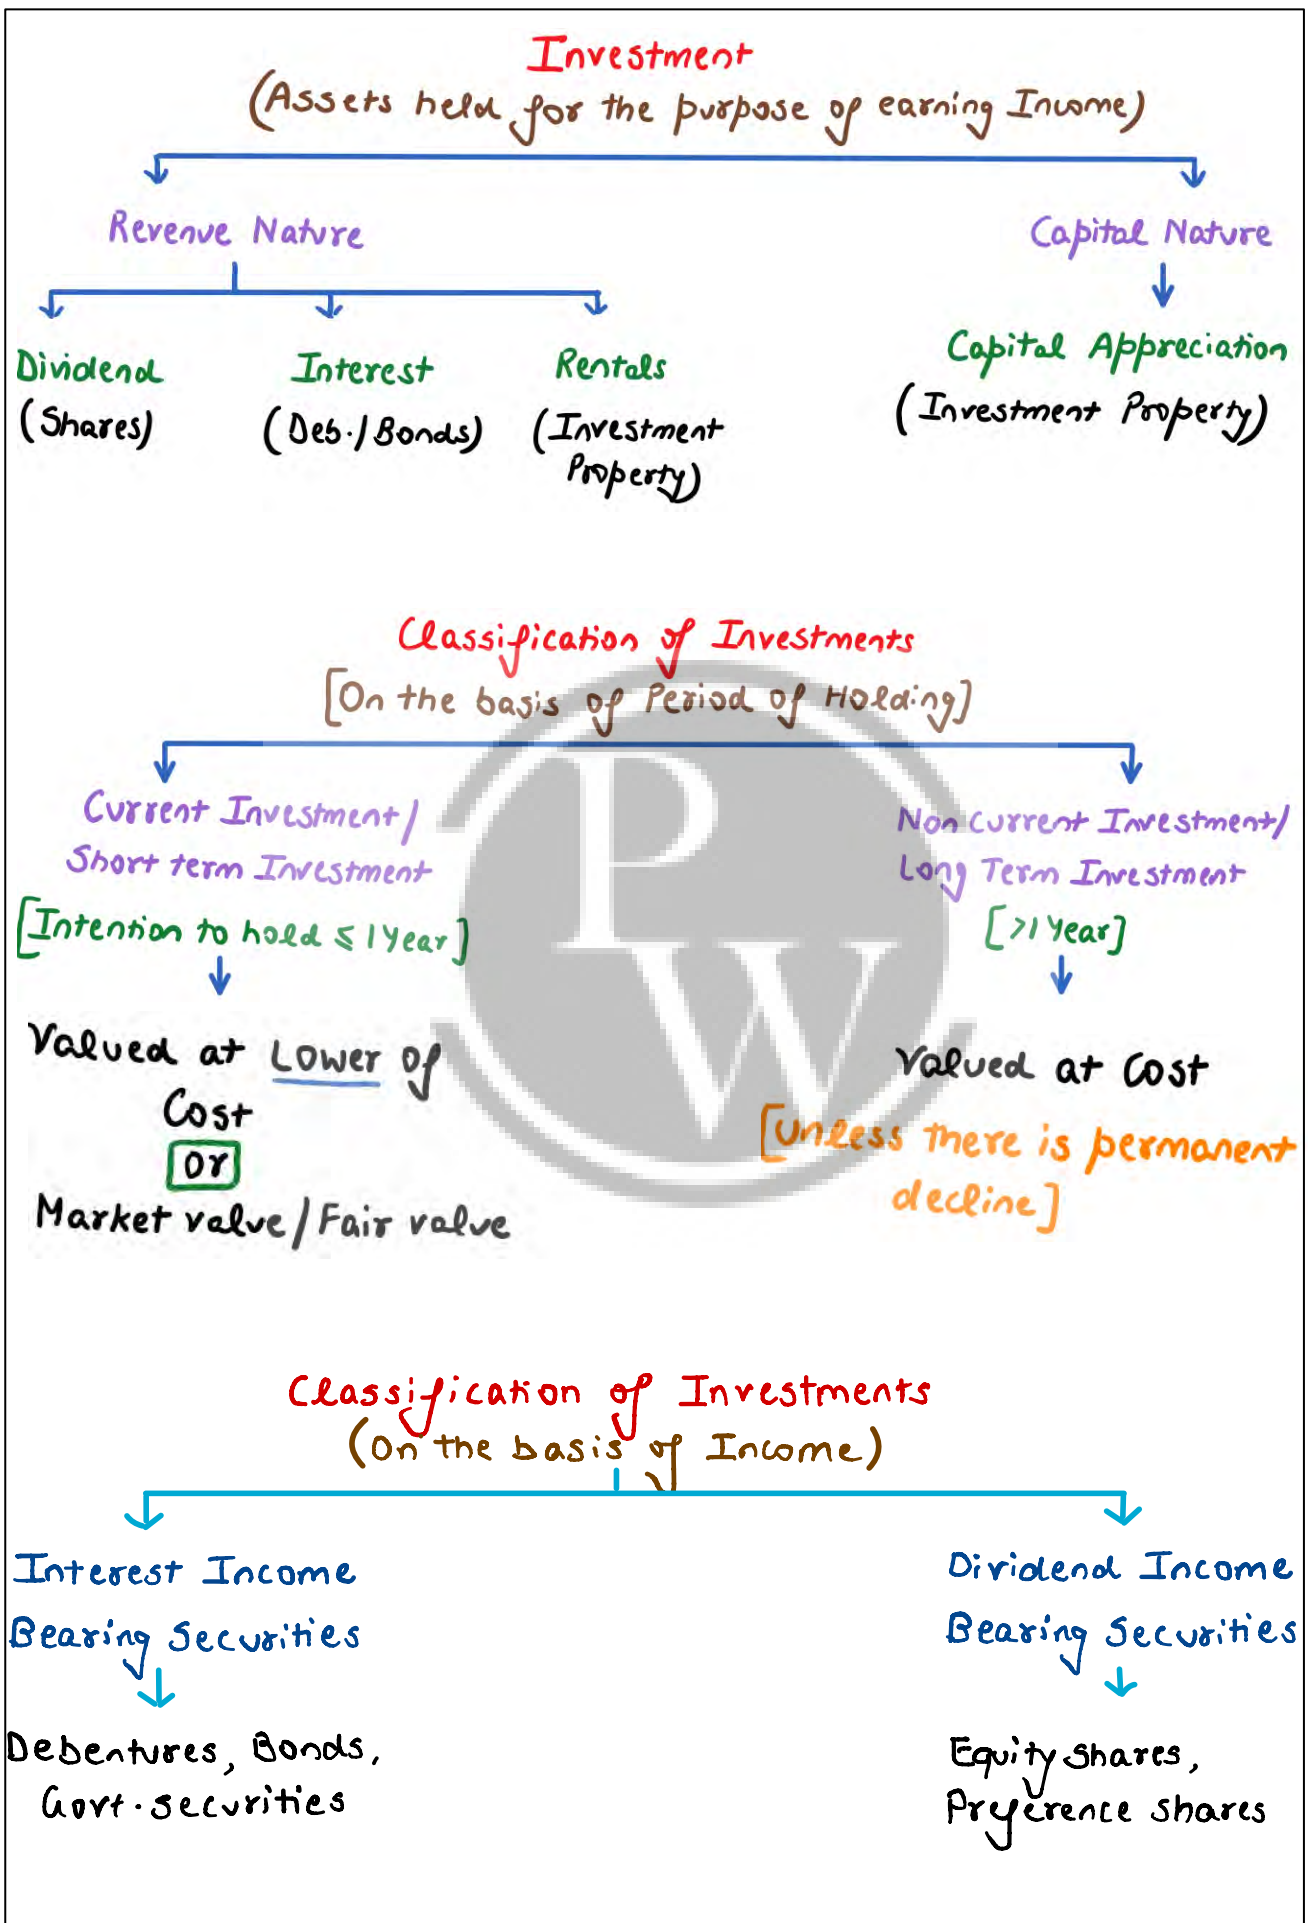 Investment
(Assets held for the purpose of earning Income)
Revenue Nature
Capital Nature
Dividend
(Shares)
Interest
(Deb./Bonds)
Rentals
(Investment
Property)
Capital Appreciation
(Investment Property)
Classification of Investments
[On the basis of Period of Holding]
Current Investment/
Short term Investment
[Intention to hold ≤ 1 Year]
Valued at Lower of
Cost
or
Market value/Fair value
Non Current Investment/
Long Term Investment
[>1 Year]
Valued at Cost
[unless there is permanent
decline]
PW
Classification of Investments
(On the basis of Income)
Interest Income
Bearing Securities
Debentures, Bonds,
Govt. securities
Dividend Income
Bearing Securities
Equity shares,
Preference shares